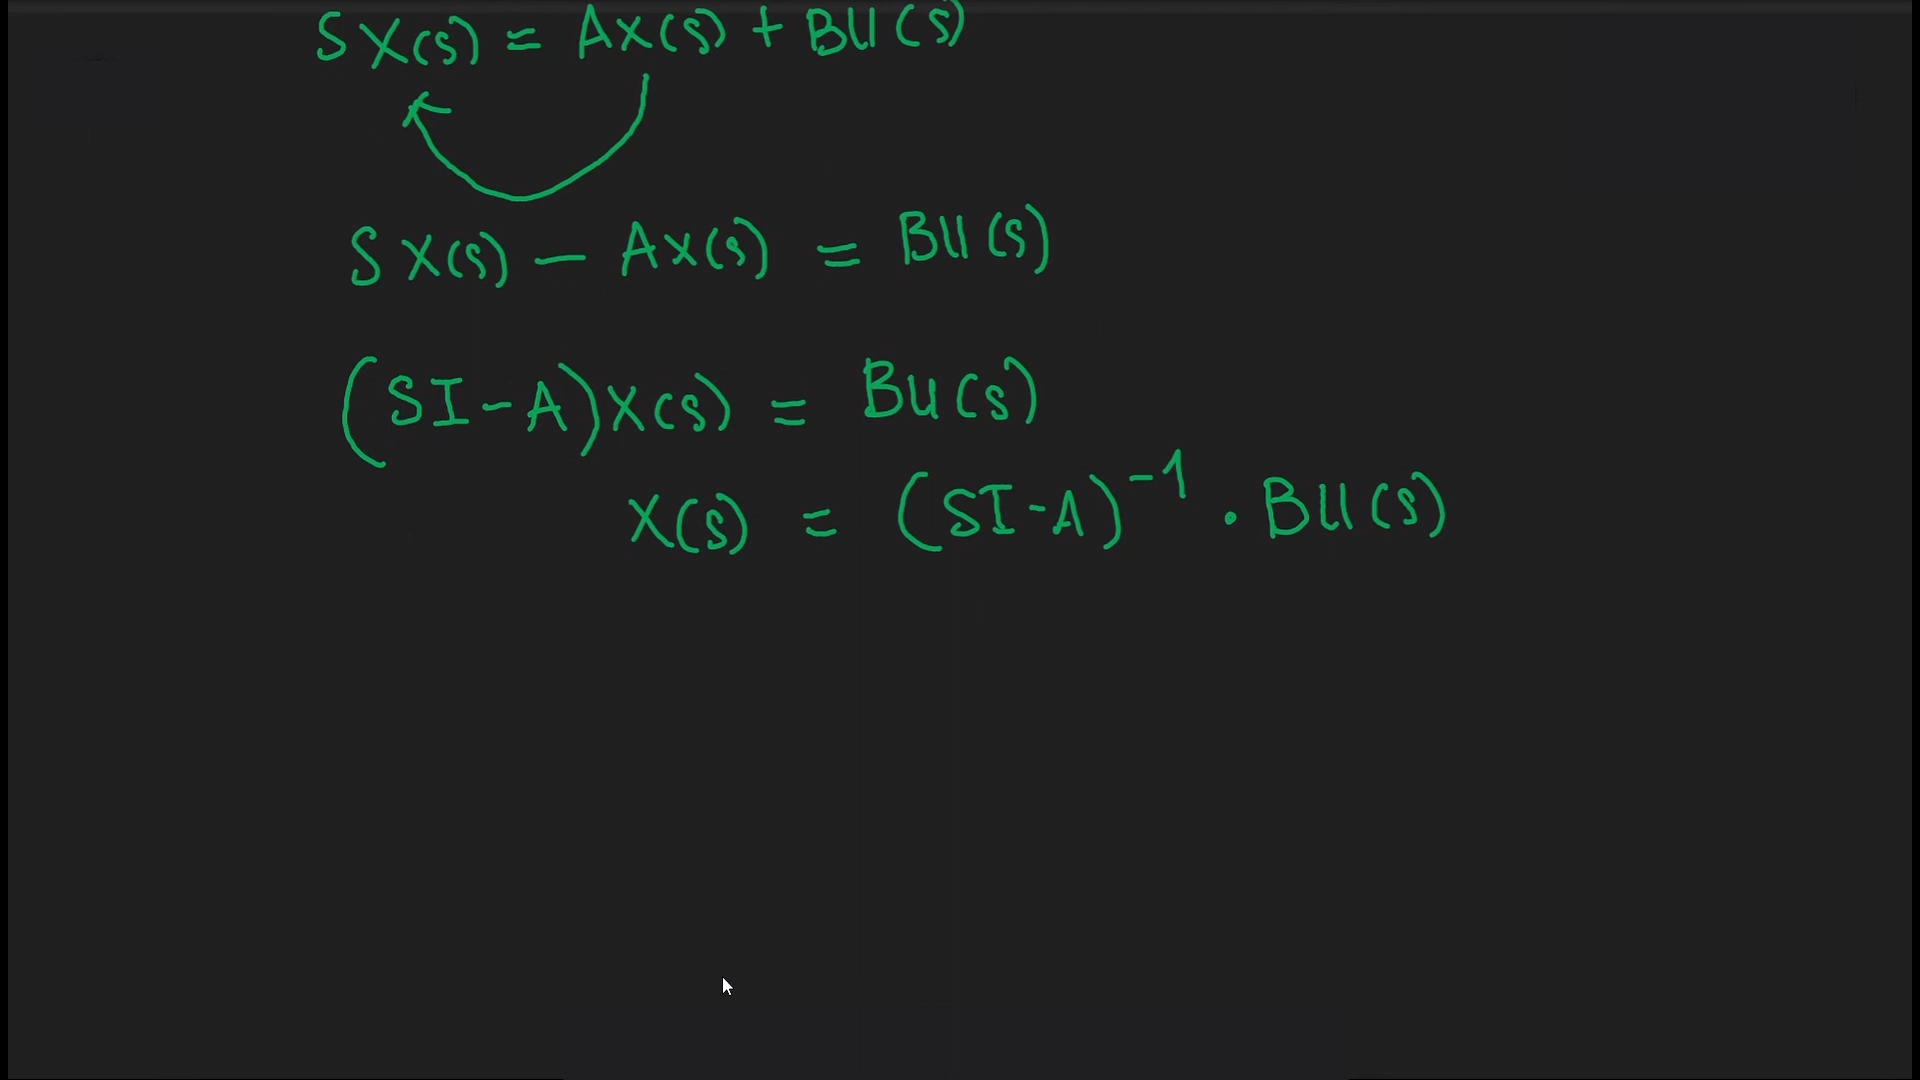 SX(s) = AX(s) + BU(s)
SX(s) - AX(s) = BU(s)
(SI-A)X(s) = BU(s)
X(s) = (SI-A)⁻¹ · BU(s)